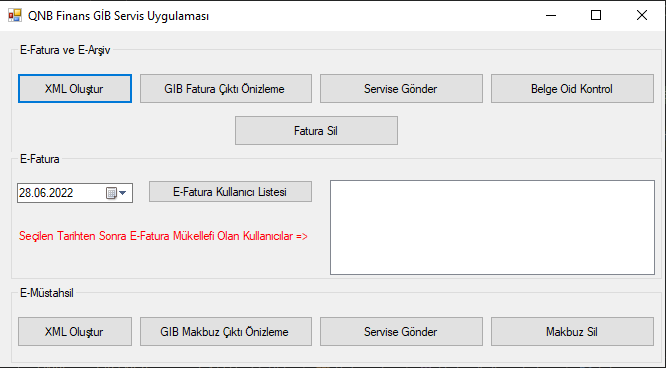 QNB Finans GİB Servis Uygulaması
E-Fatura ve E-Arşiv
XML Oluştur
GIB Fatura Çıktı Önizleme
Servise Gönder
Belge Oid Kontrol
Fatura Sil
E-Fatura
28.06.2022
E-Fatura Kullanıcı Listesi
Seçilen Tarihten Sonra E-Fatura Mükellefi Olan Kullanıcılar =>
E-Müstahsil
XML Oluştur
GIB Makbuz Çıktı Önizleme
Servise Gönder
Makbuz Sil